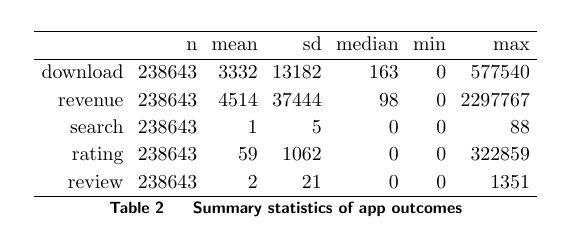 n mean sd median min max
download 238643 3332 13182 163 0 577540
revenue 238643 4514 37444 98 0 2297767
search 238643 1 5 0 0 88
rating 238643 59 1062 0 0 322859
review 238643 2 21 0 0 1351
Table 2 Summary statistics of app outcomes